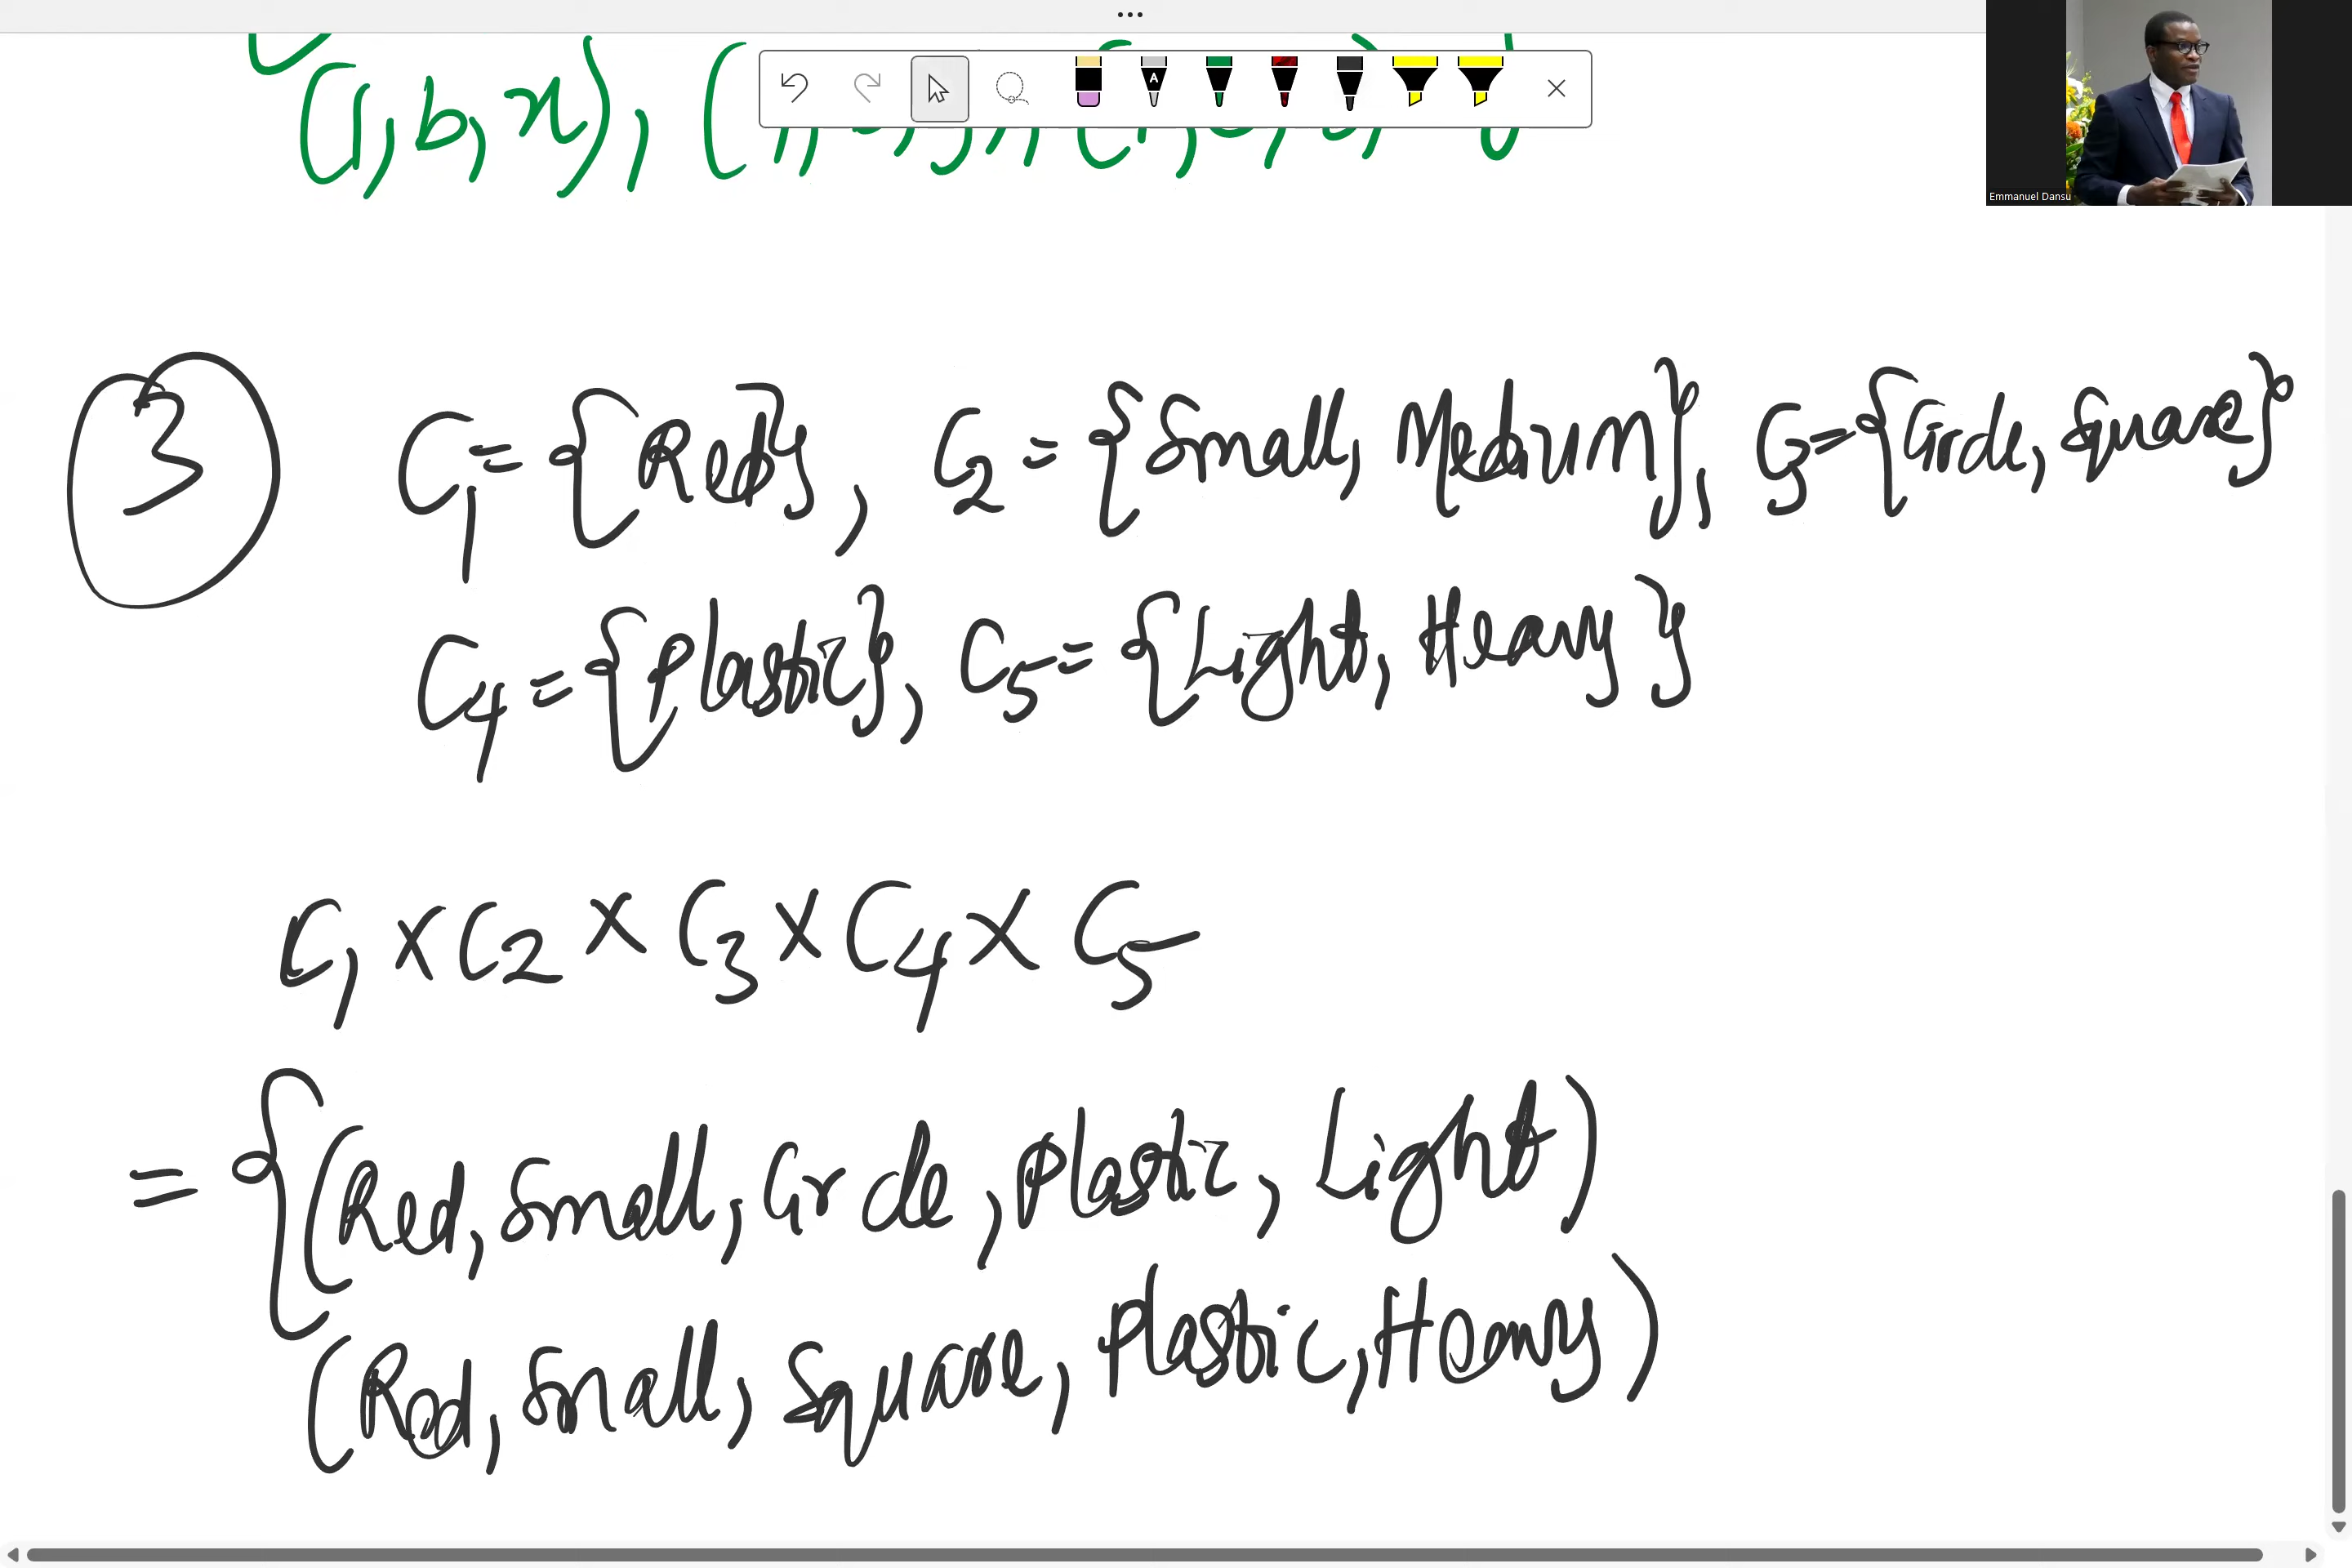 (1, b, x), (
Emmanuel Dansu
3 C₁ = {Red}, C₂ = {Small, Medium}, C₃ = {Circle, Square}
C₄ = {Plastic}, C₅ = {Light, Heavy}
C₁ × C₂ × C₃ × C₄ × C₅
= {(Red, Small, Circle, Plastic, Light)
(Red, Small, Square, Plastic, Heavy)